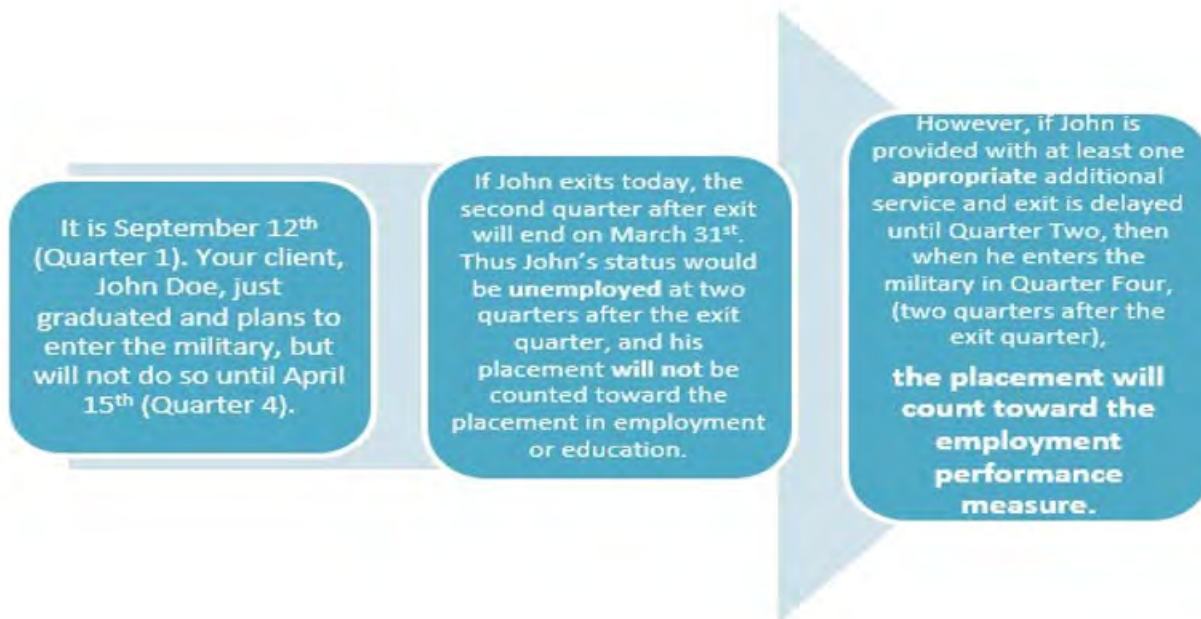 It is September 12th
(Quarter 1). Your client,
John Doe, just
graduated and plans to
enter the military, but
will not do so until April
15th (Quarter 4).
If John exits today, the
second quarter after exit
will end on March 31st.
Thus John's status would
be unemployed at two
quarters after the exit
quarter, and his
placement will not be
counted toward the
placement in employment
or education.
However, if John is
provided with at least one
appropriate additional
service and exit is delayed
until Quarter Two, then
when he enters the
military in Quarter Four,
(two quarters after the
exit quarter),
the placement will
count toward the
employment
performance
measure.